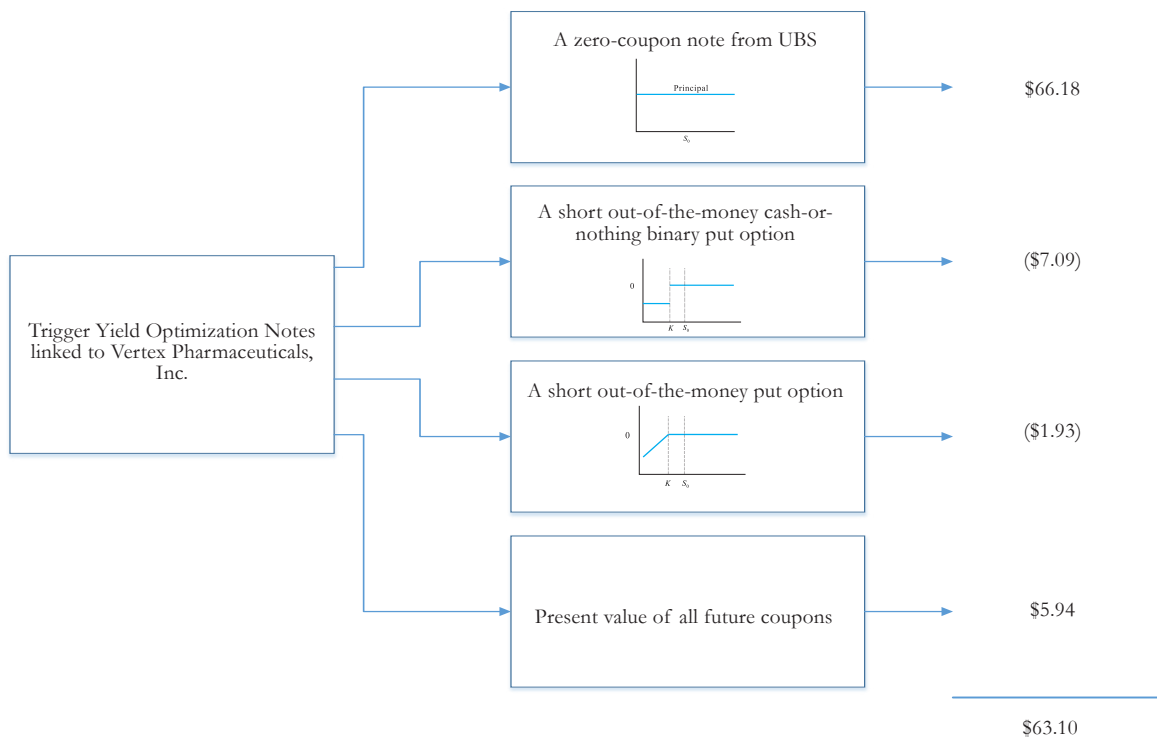 A zero-coupon note from UBS
Principal
S₀
$66.18
A short out-of-the-money cash-or-
nothing binary put option
0
K
S₀
($7.09)
Trigger Yield Optimization Notes
linked to Vertex Pharmaceuticals,
Inc.
A short out-of-the-money put option
0
K
S₀
($1.93)
Present value of all future coupons
$5.94
$63.10